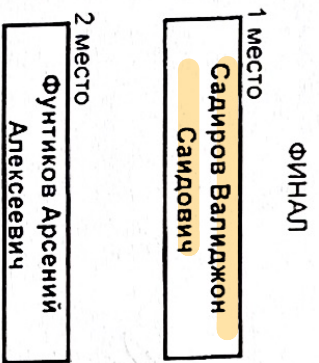 ФИНАЛ
1 место
Садиров Валиджон
Саидович
2 место
Фунтиков Арсений
Алексеевич